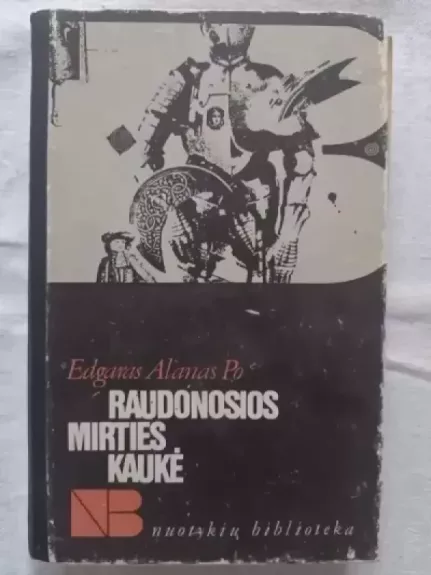 Edgaras Alanas Po
RAUDONOSIOS
MIRTIES
KAUKĖ
NB
nuotykių biblioteka